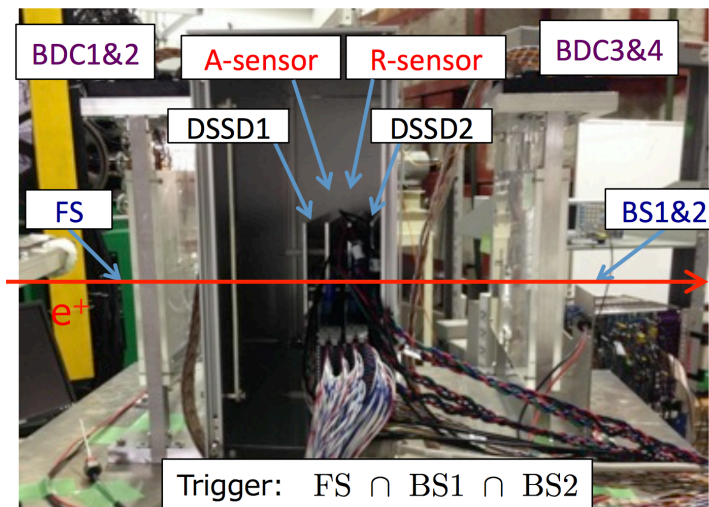 BDC1&2
A-sensor
R-sensor
BDC3&4
DSSD1
DSSD2
FS
BS1&2
e⁺
Trigger: FS ∩ BS1 ∩ BS2